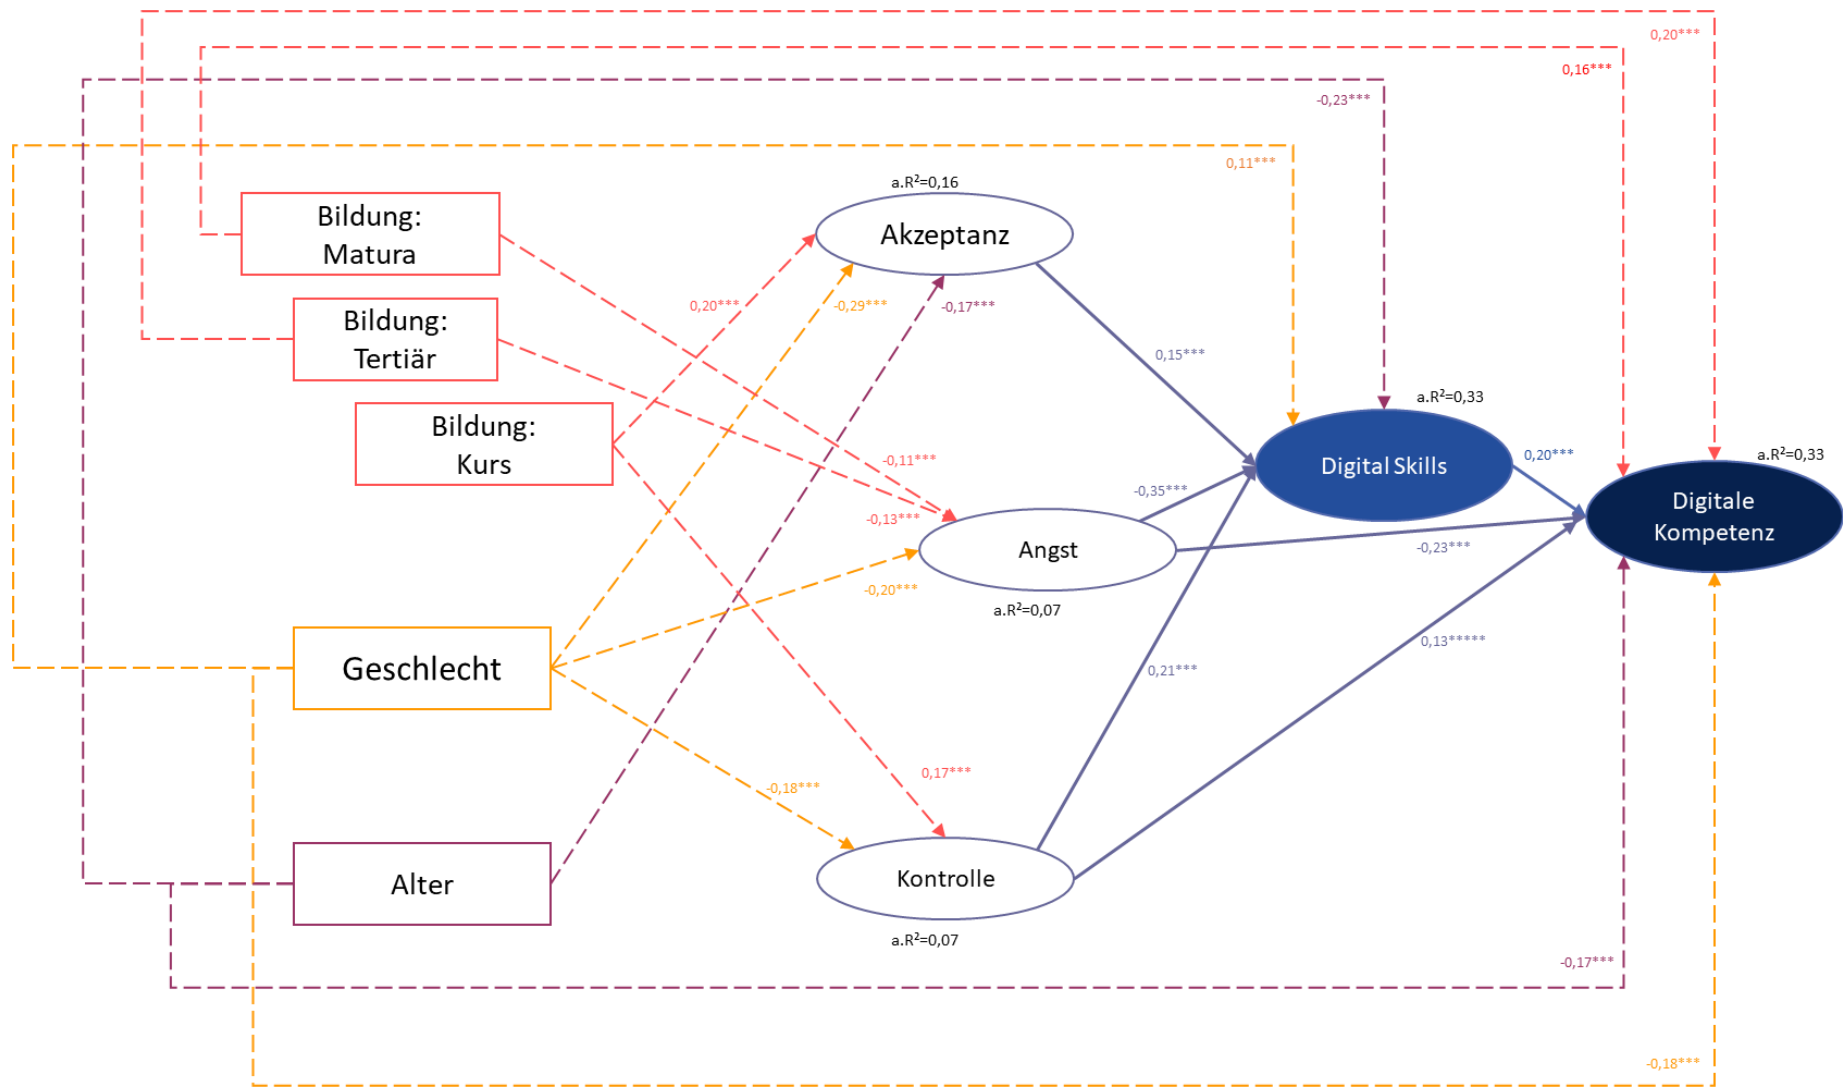 0,20***
0,16***
-0,23***
0,11***
a.R²=0,16
Bildung:
Matura
Akzeptanz
0,20***
-0,29***
-0,17***
Bildung:
Tertiär
0,15***
a.R²=0,33
Bildung:
Kurs
-0,11***
-0,35***
Digital Skills
0,20***
a.R²=0,33
Digitale
Kompetenz
-0,13***
Angst
-0,23***
-0,20***
a.R²=0,07
Geschlecht
0,21***
0,13*****
-0,18***
0,17***
Alter
Kontrolle
a.R²=0,07
-0,17***
-0,18***